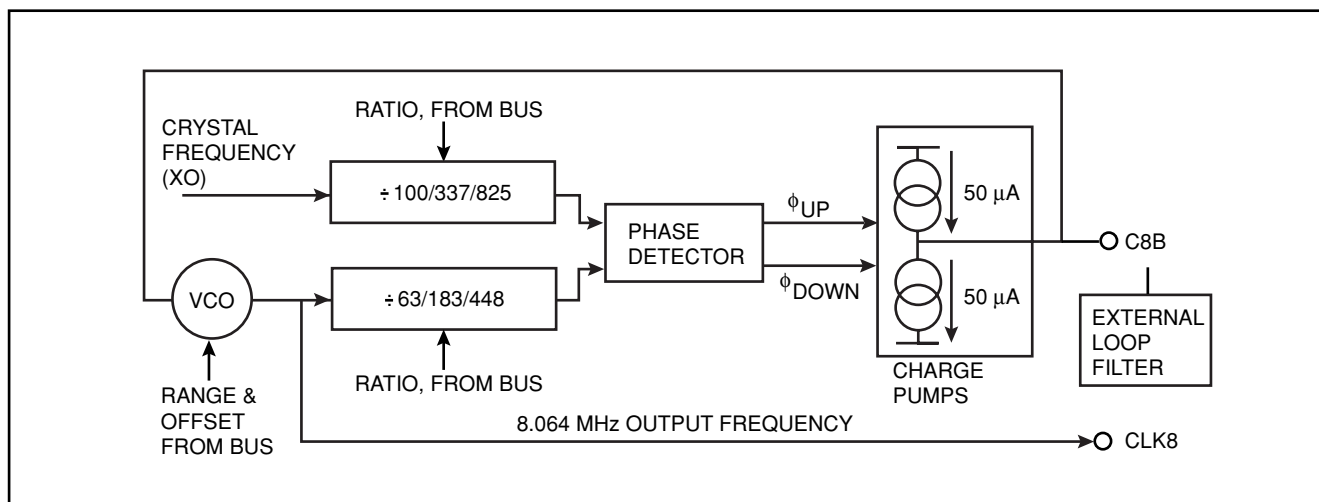 RATIO, FROM BUS
CRYSTAL
FREQUENCY
(XO)
÷ 100/337/825
ϕUP
50 µA
PHASE
DETECTOR
C8B
VCO
÷ 63/183/448
ϕDOWN
50 µA
EXTERNAL
LOOP
FILTER
RATIO, FROM BUS
CHARGE
PUMPS
RANGE &
OFFSET
FROM BUS
8.064 MHz OUTPUT FREQUENCY
CLK8